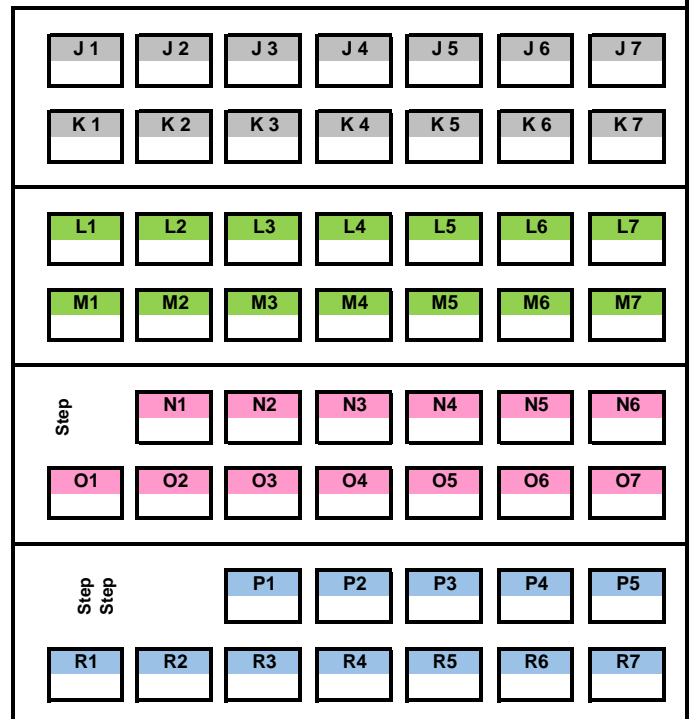 J 1 J 2 J 3 J 4 J 5 J 6 J 7
K 1 K 2 K 3 K 4 K 5 K 6 K 7
L1 L2 L3 L4 L5 L6 L7
M1 M2 M3 M4 M5 M6 M7
Step N1 N2 N3 N4 N5 N6
O1 O2 O3 O4 O5 O6 O7
Step
Step
P1 P2 P3 P4 P5
R1 R2 R3 R4 R5 R6 R7